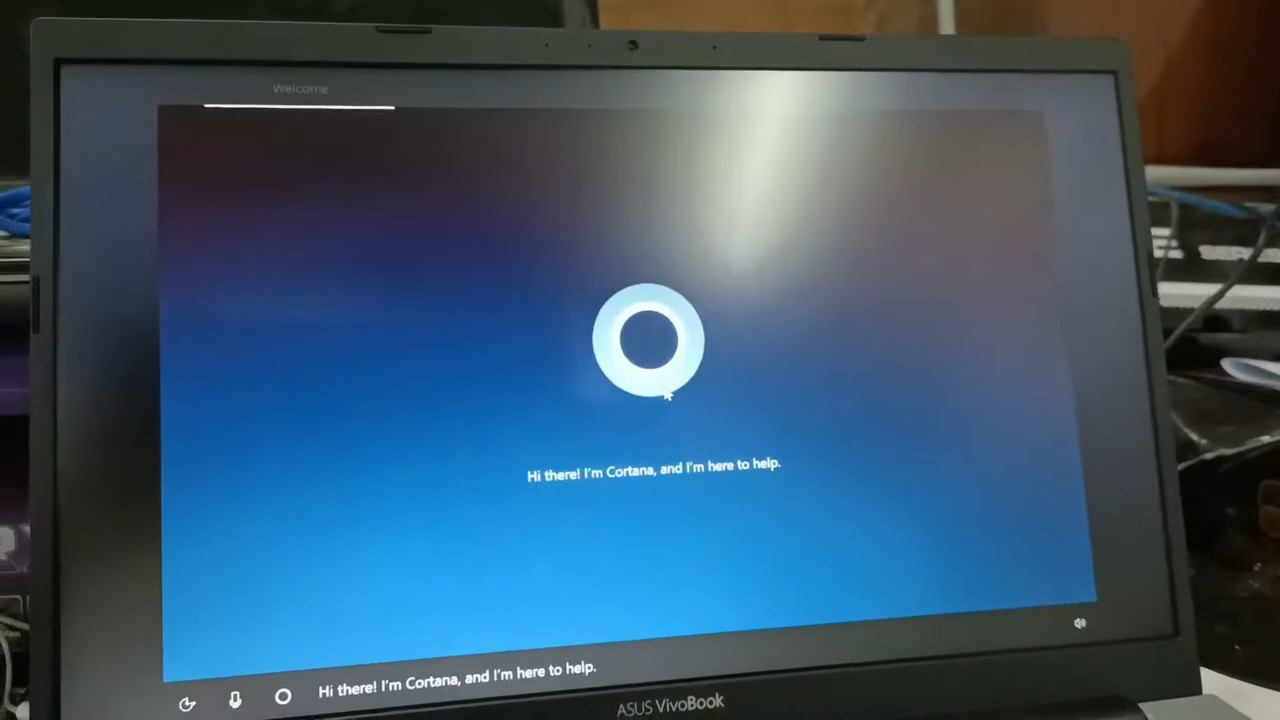 Welcome
Hi there! I'm Cortana, and I'm here to help.
Hi there! I'm Cortana, and I'm here to help.
ASUS VivoBook